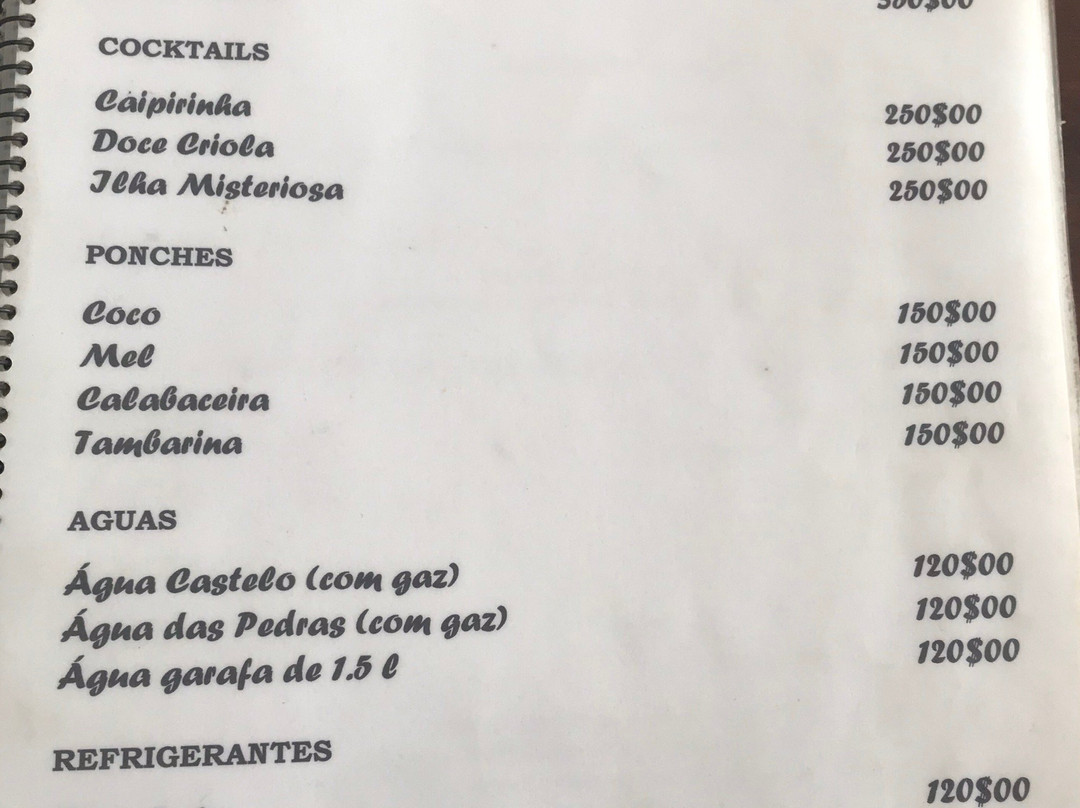 COCKTAILS
Caipirinha 250$00
Doce Criola 250$00
Ilha Misteriosa 250$00
PONCHES
Coco 150$00
Mel 150$00
Calabaceira 150$00
Tambarina 150$00
AGUAS
Água Castelo (com gaz) 120$00
Água das Pedras (com gaz) 120$00
Água garafa de 1.5 l 120$00
REFRIGERANTES
120$00